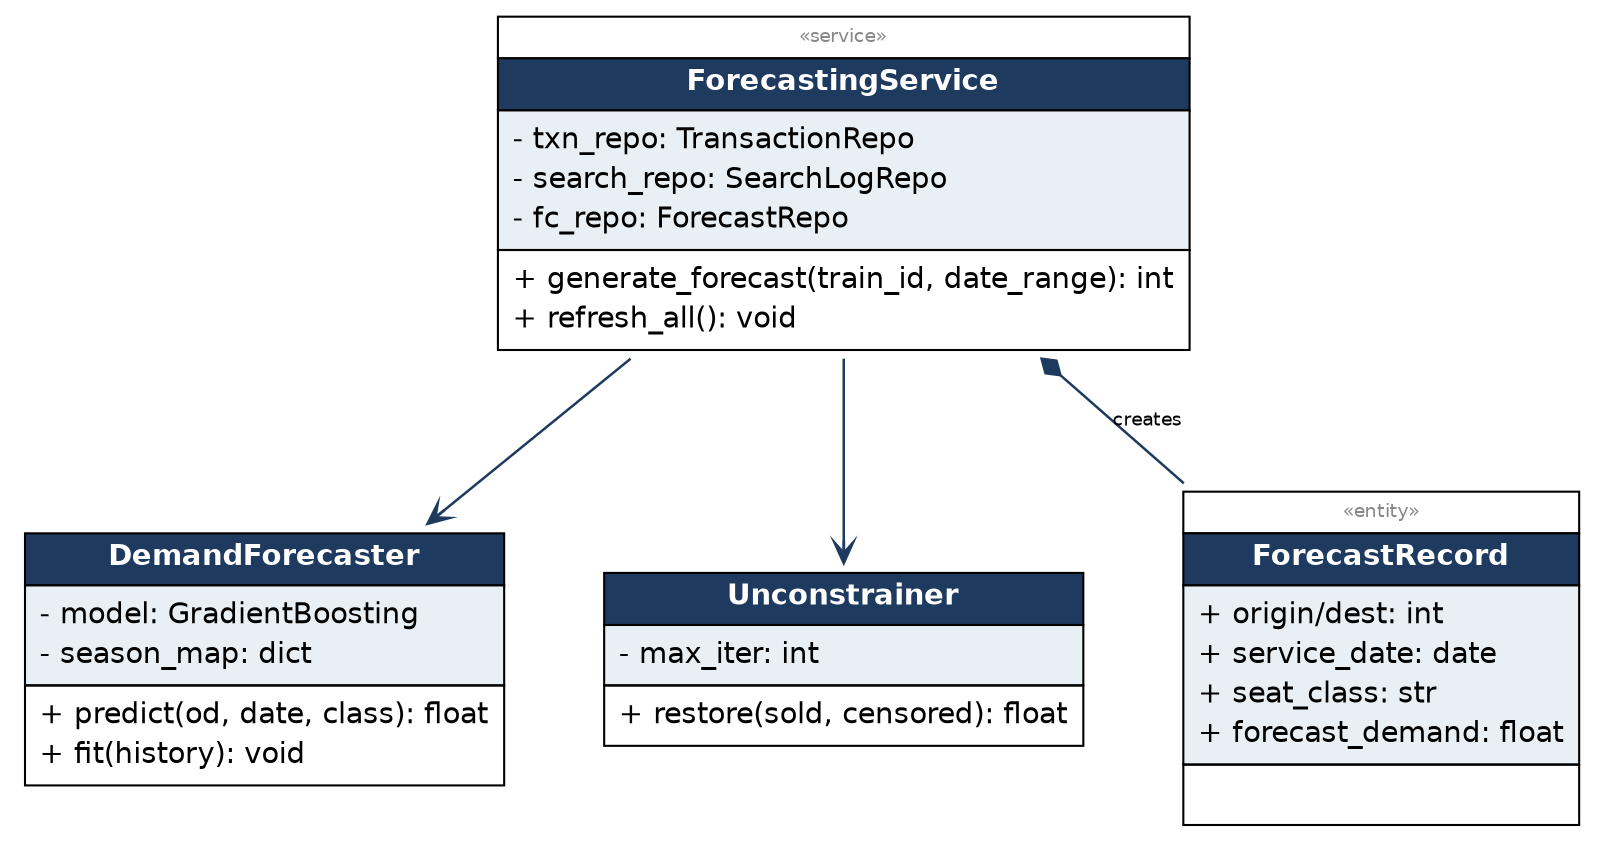 «service»
ForecastingService
- txn_repo: TransactionRepo
- search_repo: SearchLogRepo
- fc_repo: ForecastRepo
+ generate_forecast(train_id, date_range): int
+ refresh_all(): void
creates
DemandForecaster
- model: GradientBoosting
- season_map: dict
+ predict(od, date, class): float
+ fit(history): void
Unconstrainer
- max_iter: int
+ restore(sold, censored): float
«entity»
ForecastRecord
+ origin/dest: int
+ service_date: date
+ seat_class: str
+ forecast_demand: float